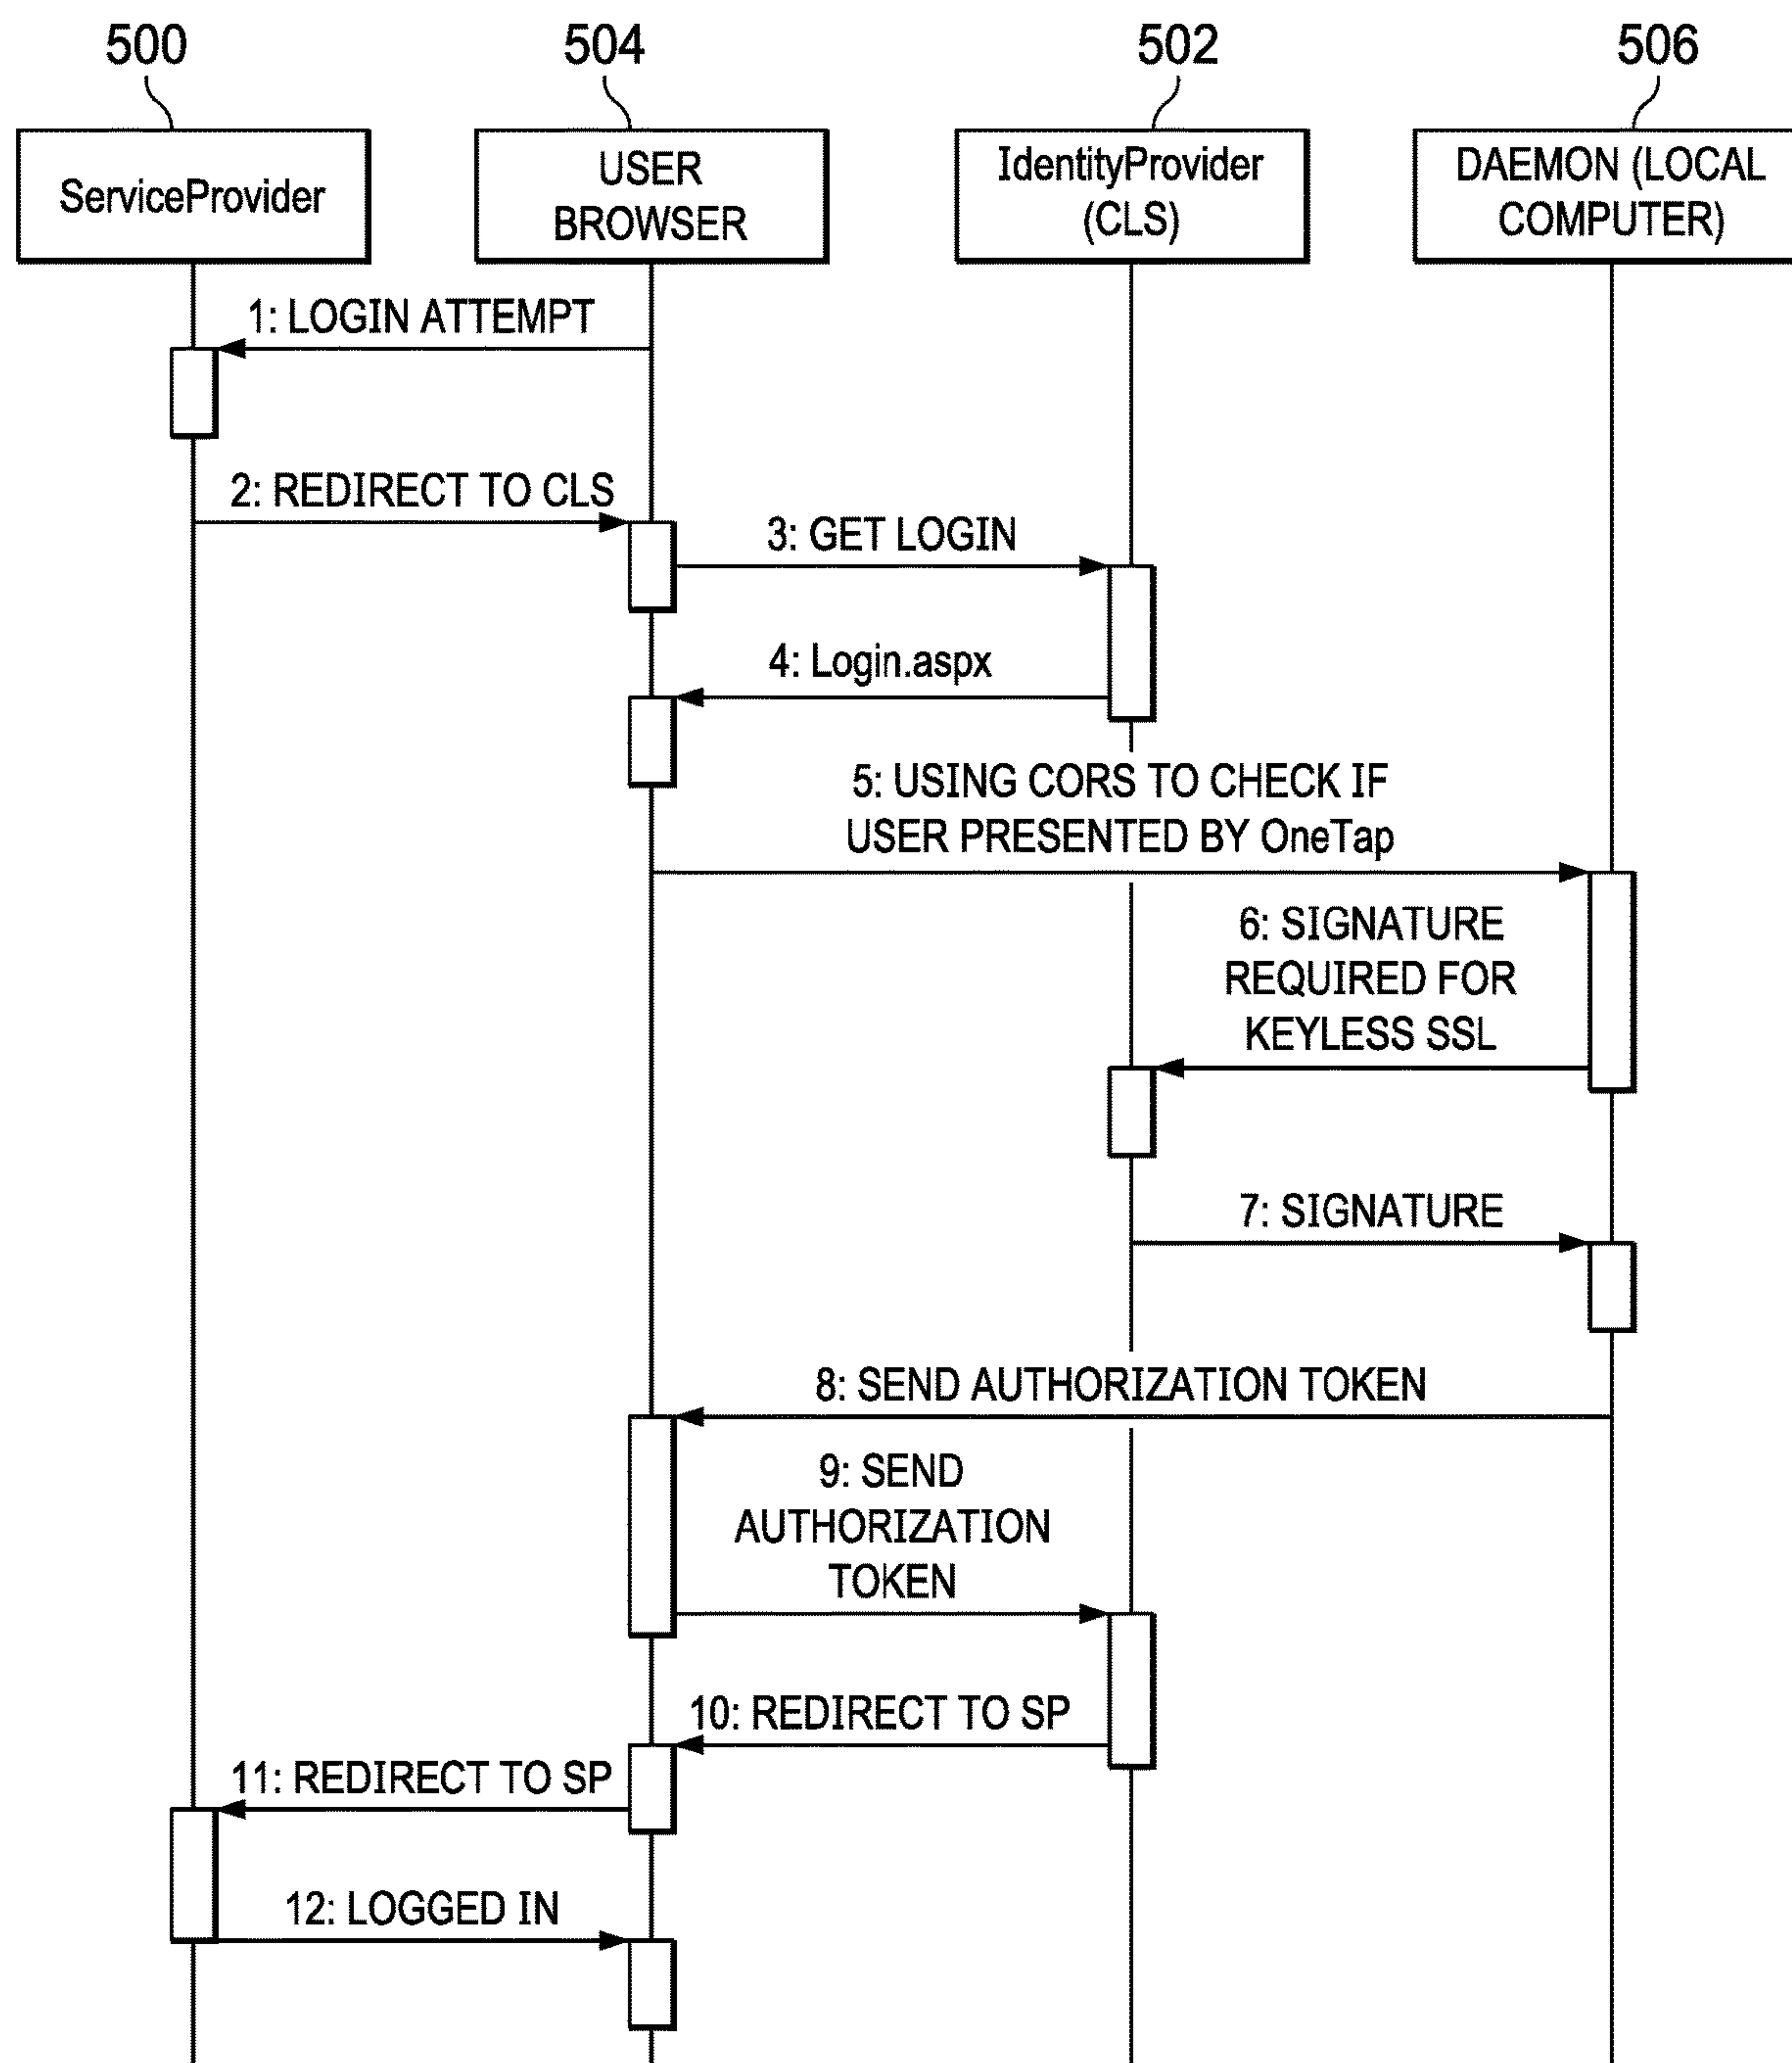 500
504
502
506
ServiceProvider
USER
BROWSER
IdentityProvider
(CLS)
DAEMON (LOCAL
COMPUTER)
1: LOGIN ATTEMPT
2: REDIRECT TO CLS
3: GET LOGIN
4: Login.aspx
5: USING CORS TO CHECK IF
USER PRESENTED BY OneTap
6: SIGNATURE
REQUIRED FOR
KEYLESS SSL
7: SIGNATURE
8: SEND AUTHORIZATION TOKEN
9: SEND
AUTHORIZATION
TOKEN
10: REDIRECT TO SP
11: REDIRECT TO SP
12: LOGGED IN